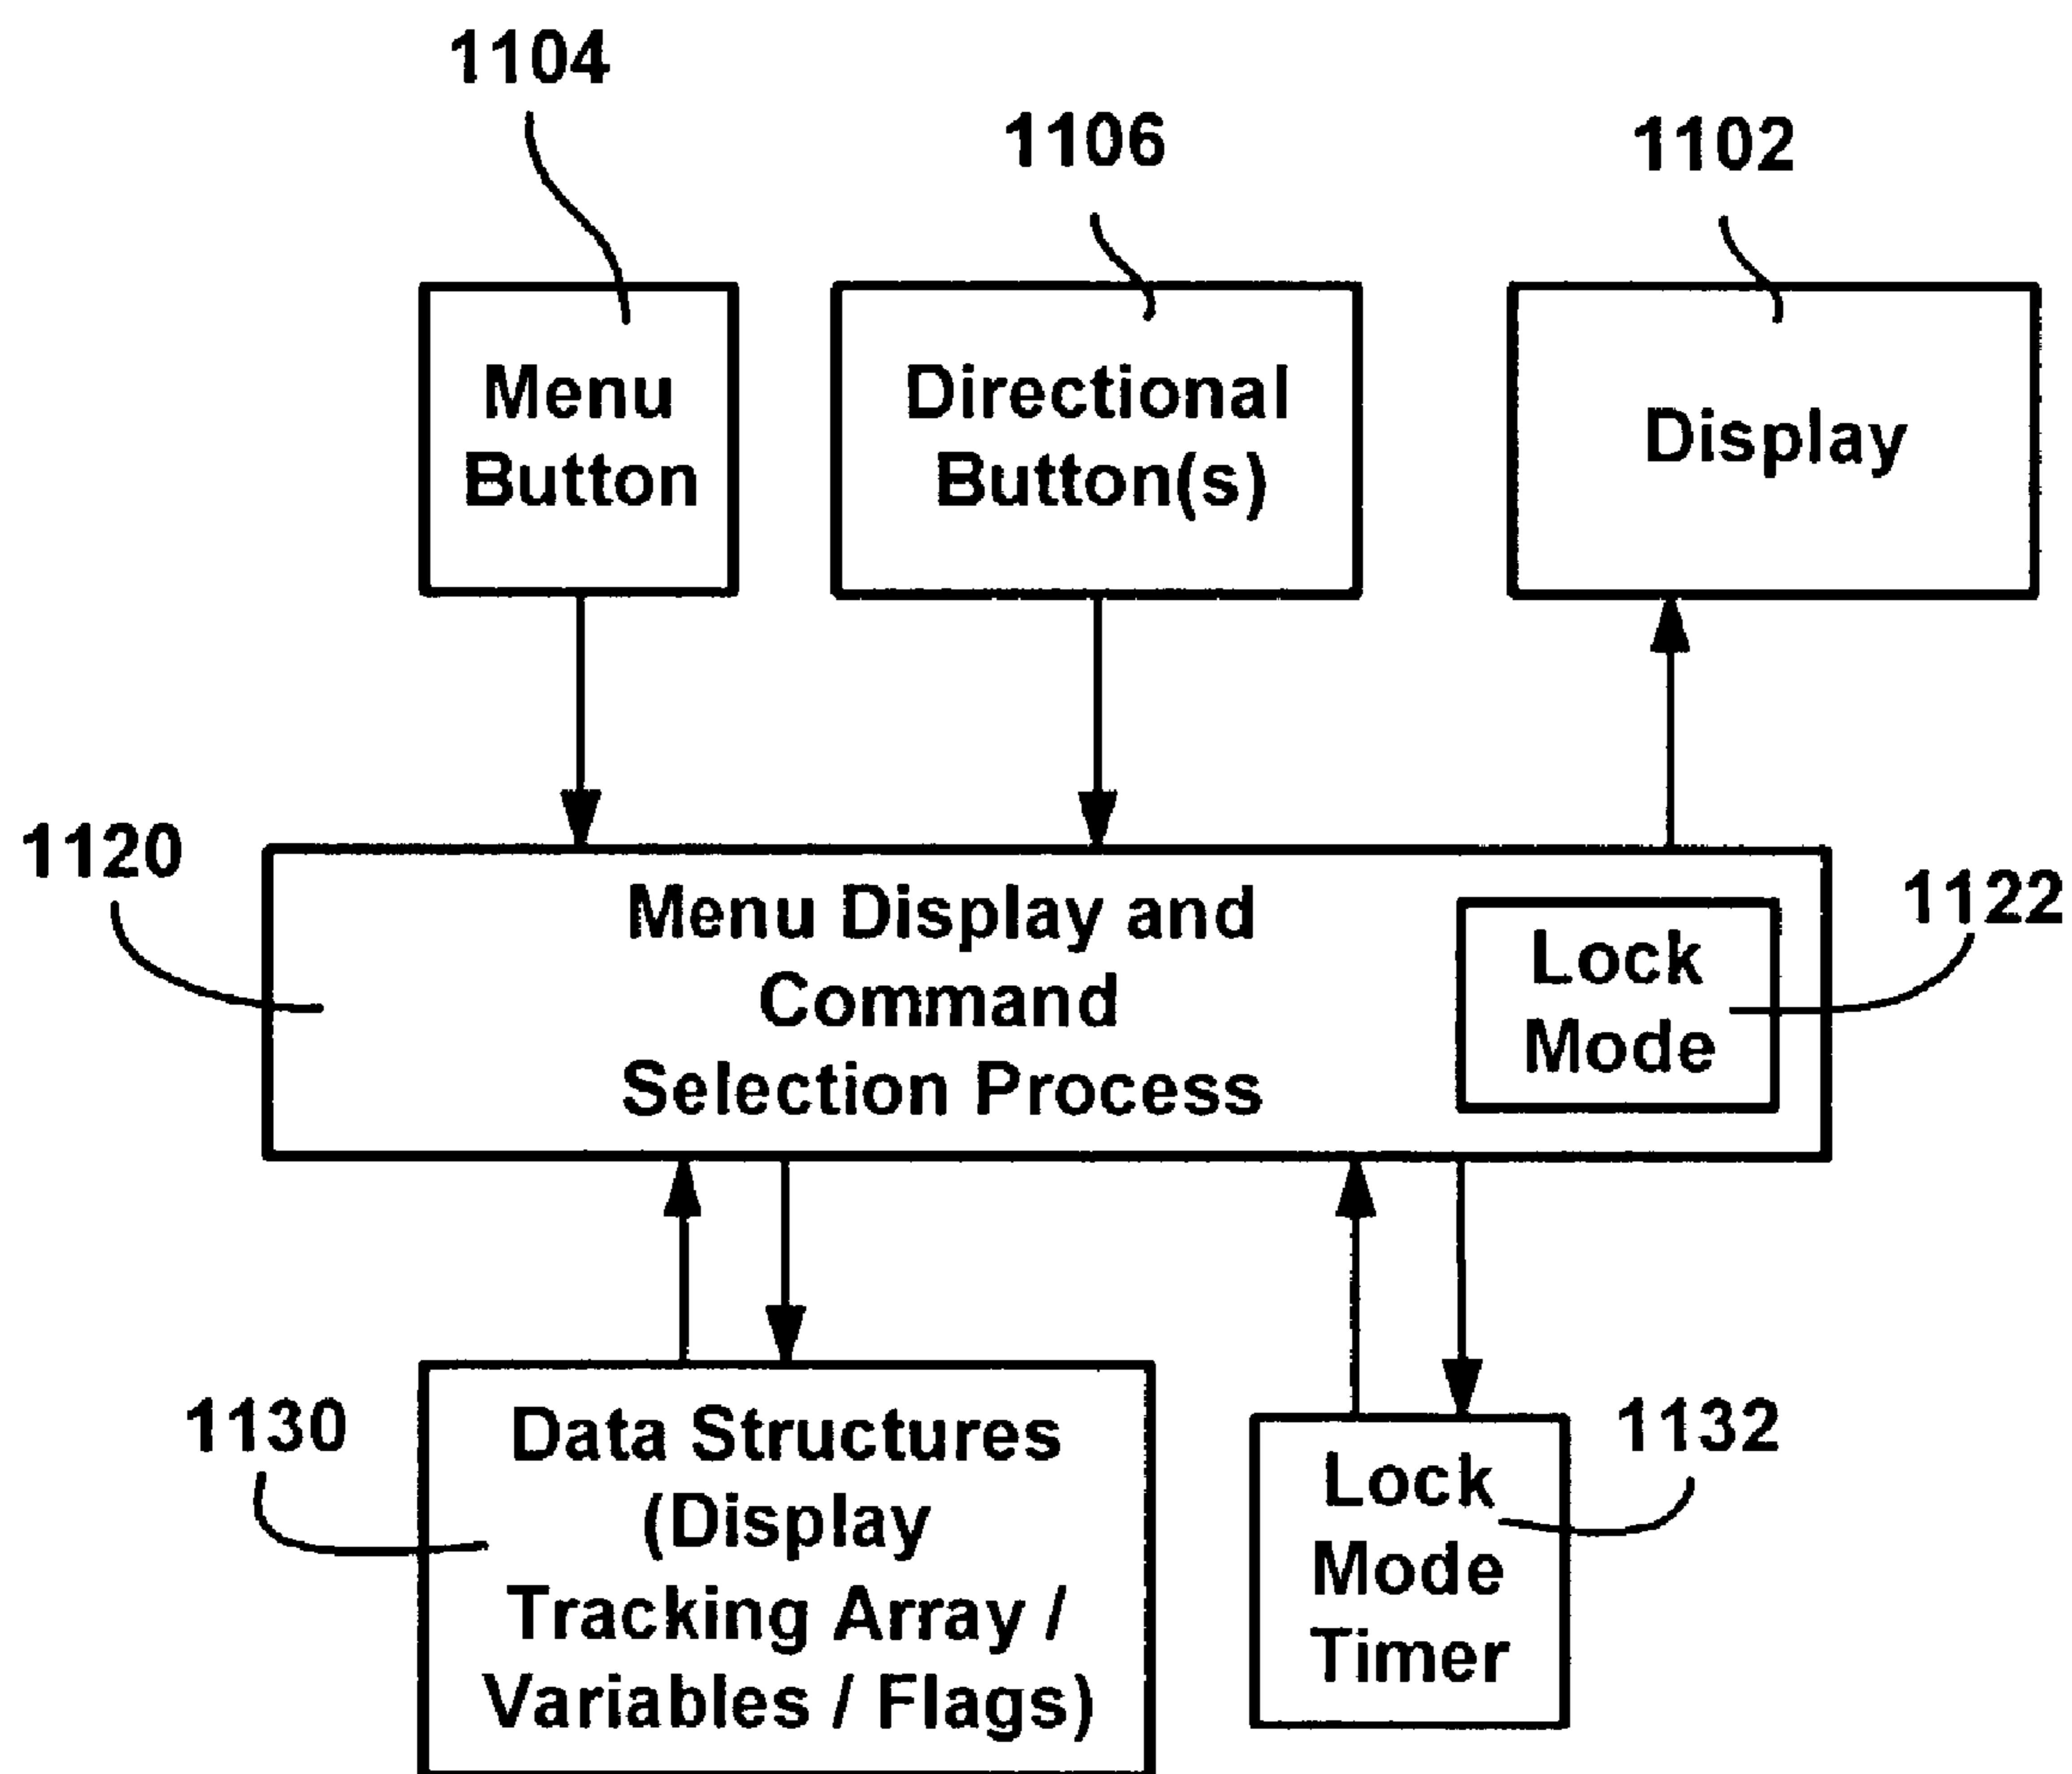 1104
1106
1102
Menu
Button
Directional
Button(s)
Display
1120
Menu Display and
Command
Selection Process
Lock
Mode
1122
1130
Data Structures
(Display
Tracking Array /
Variables / Flags)
Lock
Mode
Timer
1132